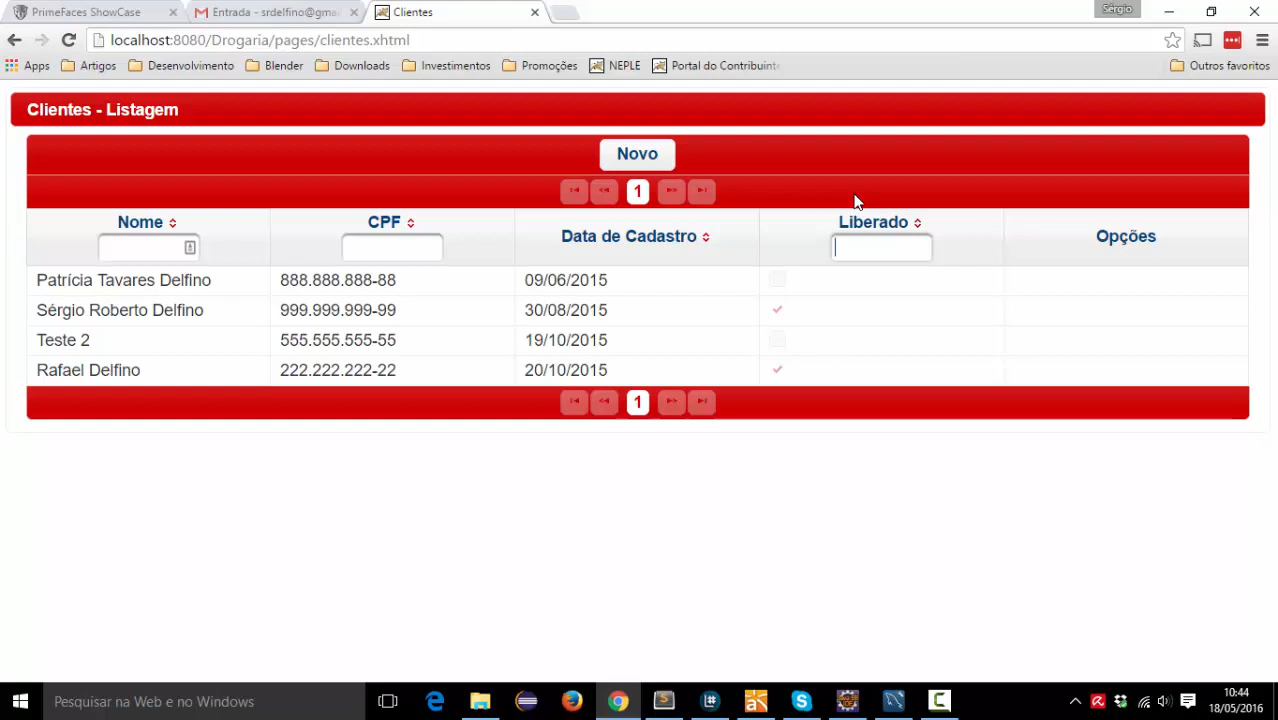 PrimeFaces ShowCase
Entrada - srdelfino@gma
Clientes
Sérgio
localhost:8080/Drogaria/pages/clientes.xhtml
Apps Artigos Desenvolvimento Blender Downloads Investimentos Promoções NEPLE Portal do Contribuinte Outros favoritos
Clientes - Listagem
Novo
1
Nome CPF Data de Cadastro Liberado Opções
Patrícia Tavares Delfino 888.888.888-88 09/06/2015
Sérgio Roberto Delfino 999.999.999-99 30/08/2015
Teste 2 555.555.555-55 19/10/2015
Rafael Delfino 222.222.222-22 20/10/2015
1
Pesquisar na Web e no Windows
10:44
18/05/2016